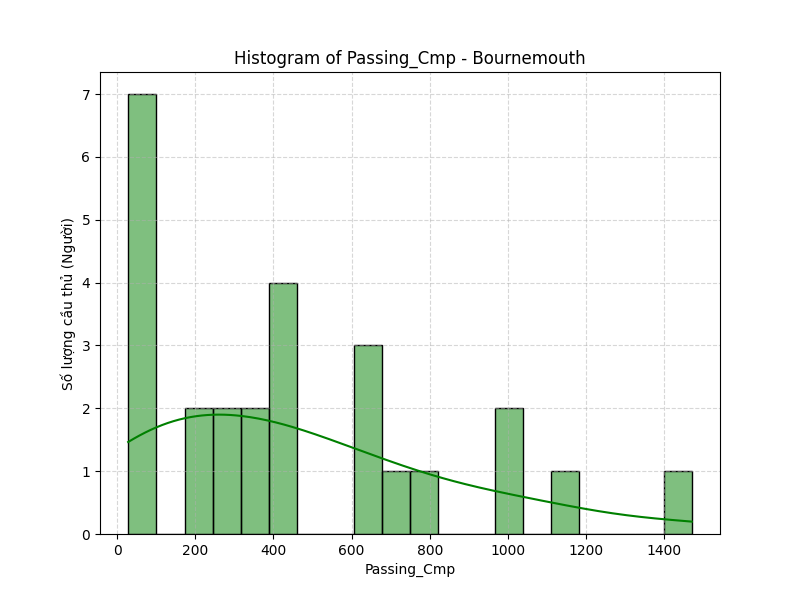 Histogram of Passing_Cmp - Bournemouth
Số lượng cầu thủ (Người)
7
6
5
4
3
2
1
0
0 200 400 600 800 1000 1200 1400
Passing_Cmp